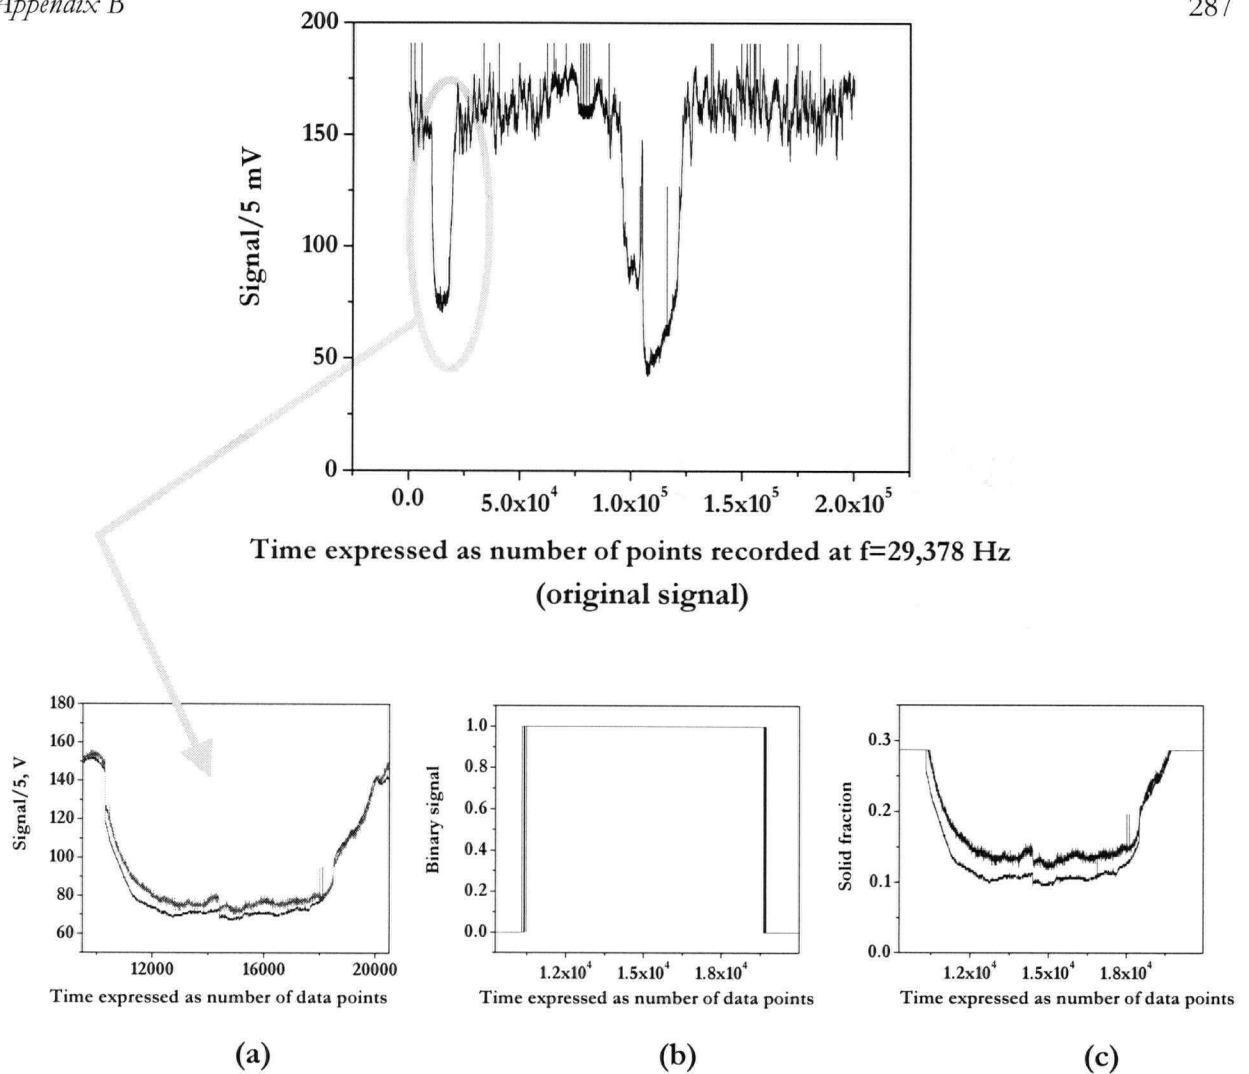 Appendix B 287
200
150
100
50
0
Signal/5 mV
0.0 5.0x10⁴ 1.0x10⁵ 1.5x10⁵ 2.0x10⁵
Time expressed as number of points recorded at f=29,378 Hz
(original signal)
180
160
140
120
100
80
60
Signal/5, V
12000 16000 20000
Time expressed as number of data points
(a)
1.0
0.8
0.6
0.4
0.2
0.0
Binary signal
1.2x10⁴ 1.5x10⁴ 1.8x10⁴
Time expressed as number of data points
(b)
0.3
0.2
0.1
0.0
Solid fraction
1.2x10⁴ 1.5x10⁴ 1.8x10⁴
Time expressed as number of data points
(c)